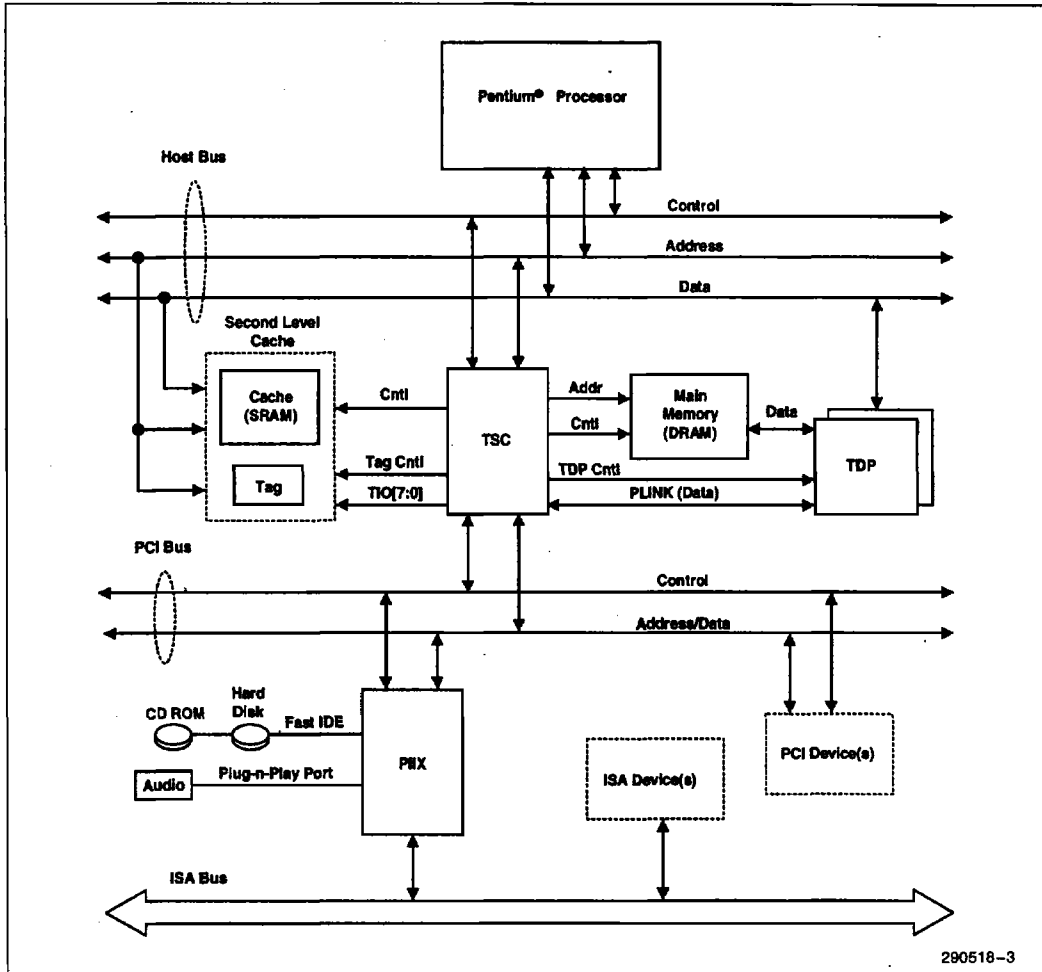 Pentium® Processor
Host Bus
Control
Address
Data
Second Level
Cache
Cache
(SRAM)
Tag
Cntl
Tag Cntl
TIO[7:0]
TSC
Addr
Cntl
Main
Memory
(DRAM)
Data
TDP Cntl
PLINK (Data)
TDP
PCI Bus
Control
Address/Data
CD ROM
Hard
Disk
Fast IDE
Audio
Plug-n-Play Port
PIIX
ISA Device(s)
PCI Device(s)
ISA Bus
290518-3